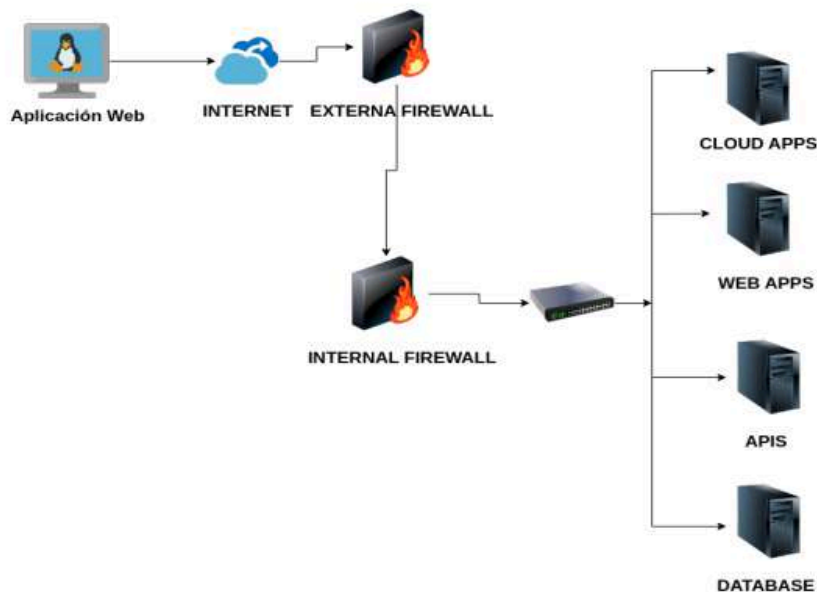 Aplicación Web
INTERNET
EXTERNA FIREWALL
CLOUD APPS
WEB APPS
INTERNAL FIREWALL
APIS
DATABASE